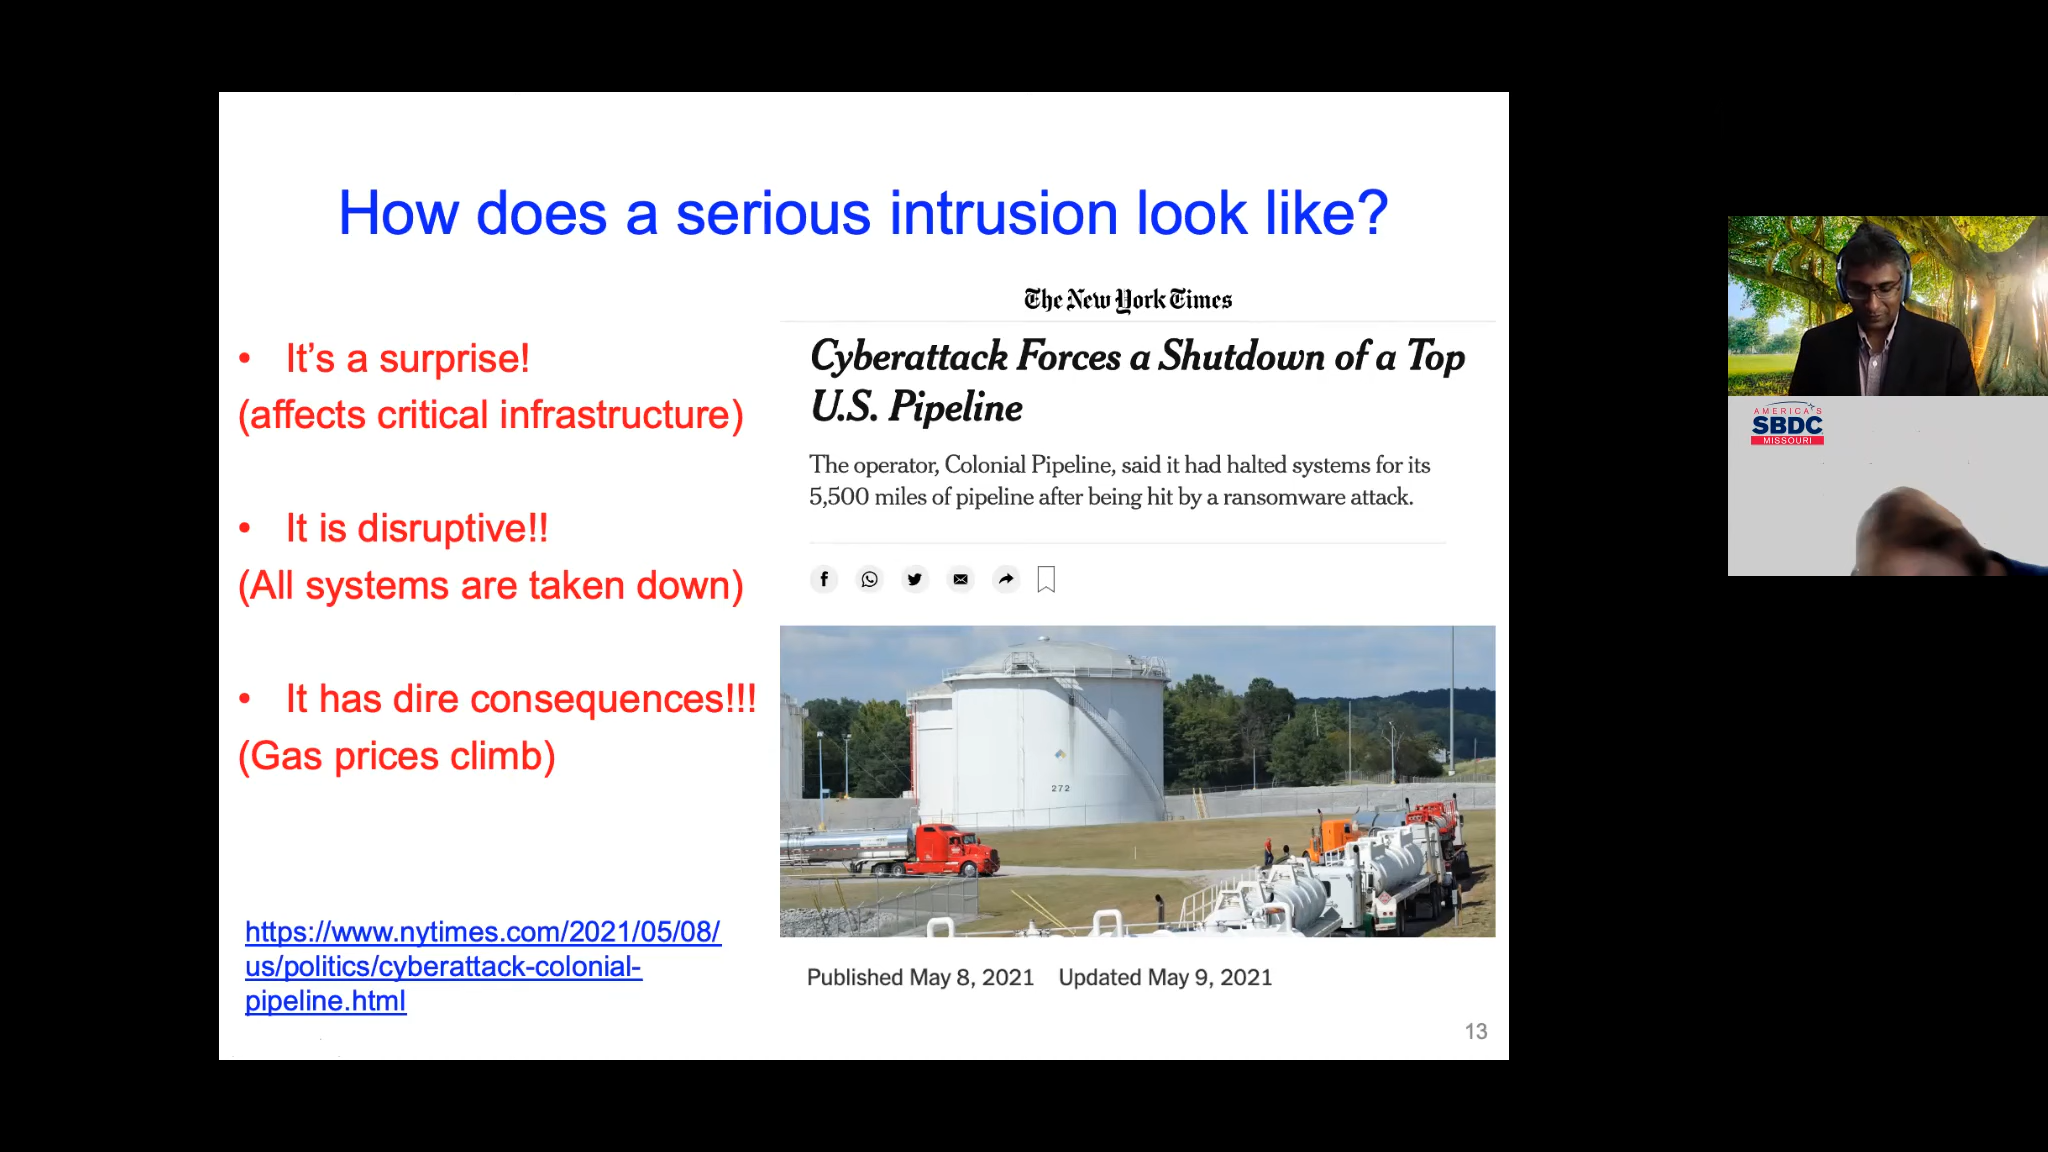 How does a serious intrusion look like?
• It’s a surprise!
(affects critical infrastructure)
• It is disruptive!!
(All systems are taken down)
• It has dire consequences!!!
(Gas prices climb)
https://www.nytimes.com/2021/05/08/
us/politics/cyberattack-colonial-
pipeline.html
The New York Times
Cyberattack Forces a Shutdown of a Top
U.S. Pipeline
The operator, Colonial Pipeline, said it had halted systems for its
5,500 miles of pipeline after being hit by a ransomware attack.
272
Published May 8, 2021 Updated May 9, 2021
13
AMERICA'S
SBDC
MISSOURI